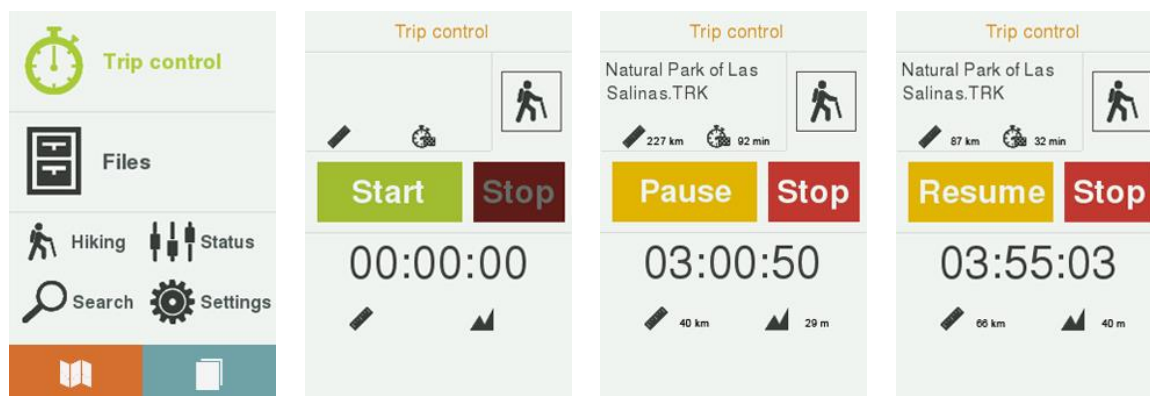 Trip control
Files
Hiking
Status
Search
Settings
Trip control
Start
Stop
00:00:00
Trip control
Natural Park of Las
Salinas.TRK
227 km
92 min
Pause
Stop
03:00:50
40 km
29 m
Trip control
Natural Park of Las
Salinas.TRK
87 km
32 min
Resume
Stop
03:55:03
66 km
40 m